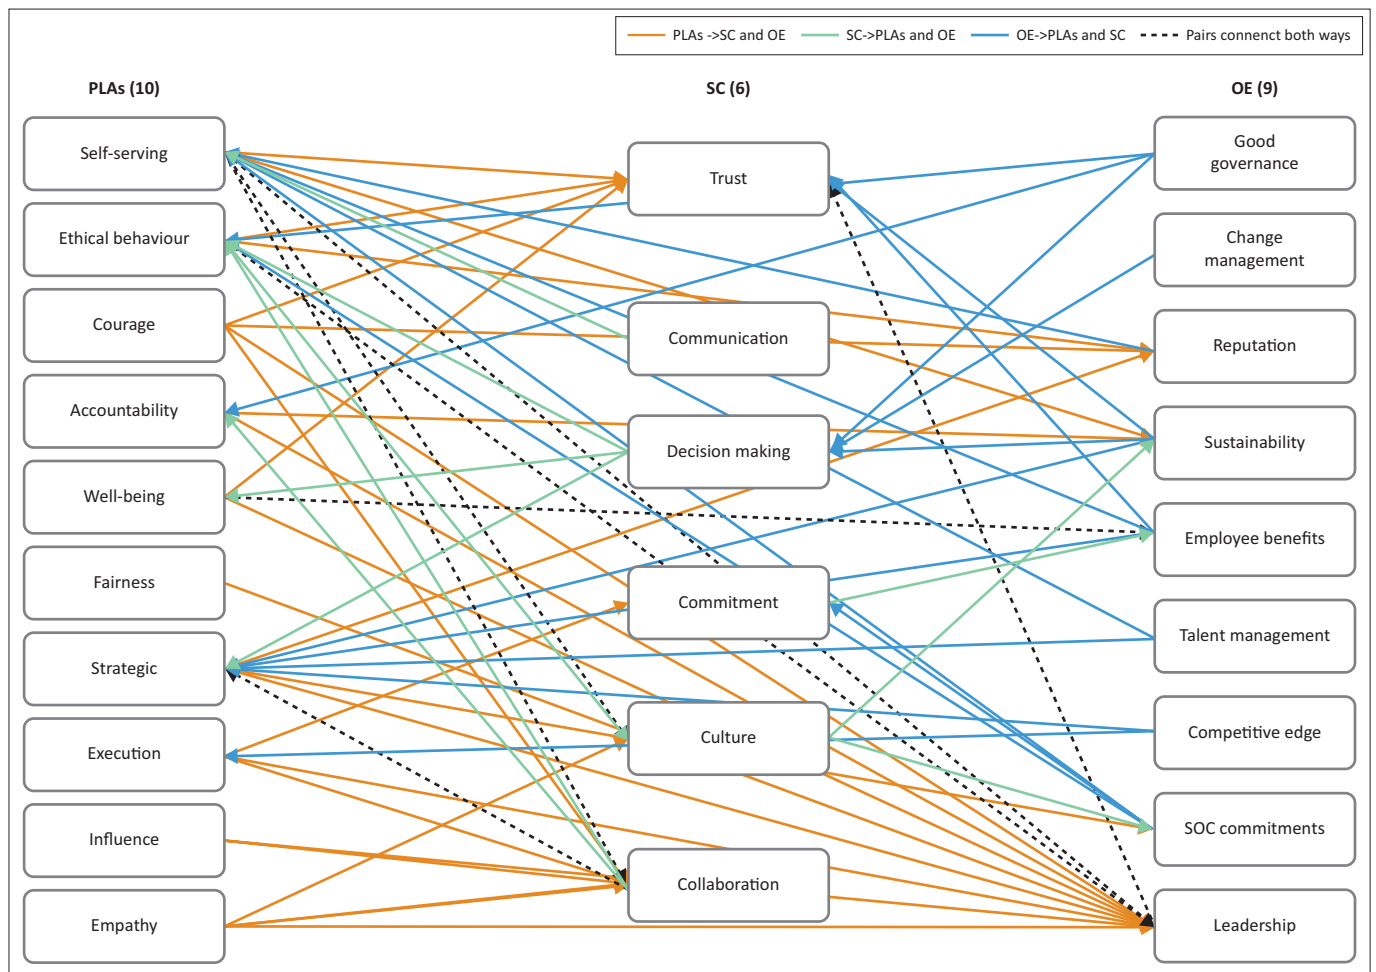 PLAs ->SC and OE
SC->PLAs and OE
OE->PLAs and SC
Pairs connenct both ways
PLAs (10)
SC (6)
OE (9)
Self-serving
Ethical behaviour
Courage
Accountability
Well-being
Fairness
Strategic
Execution
Influence
Empathy
Trust
Communication
Decision making
Commitment
Culture
Collaboration
Good
governance
Change
management
Reputation
Sustainability
Employee benefits
Talent management
Competitive edge
SOC commitments
Leadership